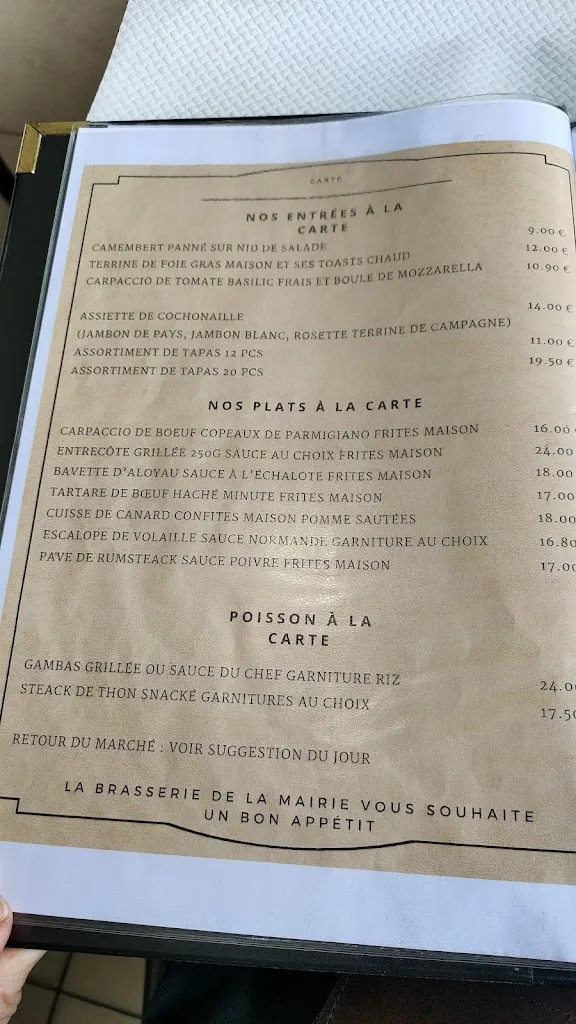 CARTE
NOS ENTRÉES À LA
CARTE
CAMEMBERT PANNÉ SUR NID DE SALADE 9.00 €
TERRINE DE FOIE GRAS MAISON ET SES TOASTS CHAUD 12.00 €
CARPACCIO DE TOMATE BASILIC FRAIS ET BOULE DE MOZZARELLA 10.90 €
ASSIETTE DE COCHONAILLE 14.00 €
(JAMBON DE PAYS, JAMBON BLANC, ROSETTE TERRINE DE CAMPAGNE)
ASSORTIMENT DE TAPAS 12 PCS 11.00 €
ASSORTIMENT DE TAPAS 20 PCS 19.50 €
NOS PLATS À LA CARTE
CARPACCIO DE BOEUF COPEAUX DE PARMIGIANO FRITES MAISON 16.00
ENTRECÔTE GRILLÉE 250G SAUCE AU CHOIX FRITES MAISON 24.00
BAVETTE D'ALOYAU SAUCE À L'ÉCHALOTE FRITES MAISON 18.00
TARTARE DE BŒUF HACHÉ MINUTE FRITES MAISON 17.00
CUISSE DE CANARD CONFITES MAISON POMME SAUTÉES 18.00
ESCALOPE DE VOLAILLE SAUCE NORMANDE GARNITURE AU CHOIX 16.80
PAVE DE RUMSTEACK SAUCE POIVRE FRITES MAISON 17.00
POISSON À LA
CARTE
GAMBAS GRILLÉE OU SAUCE DU CHEF GARNITURE RIZ 24.00
STEACK DE THON SNACKÉ GARNITURES AU CHOIX 17.50
RETOUR DU MARCHÉ : VOIR SUGGESTION DU JOUR
LA BRASSERIE DE LA MAIRIE VOUS SOUHAITE
UN BON APPÉTIT